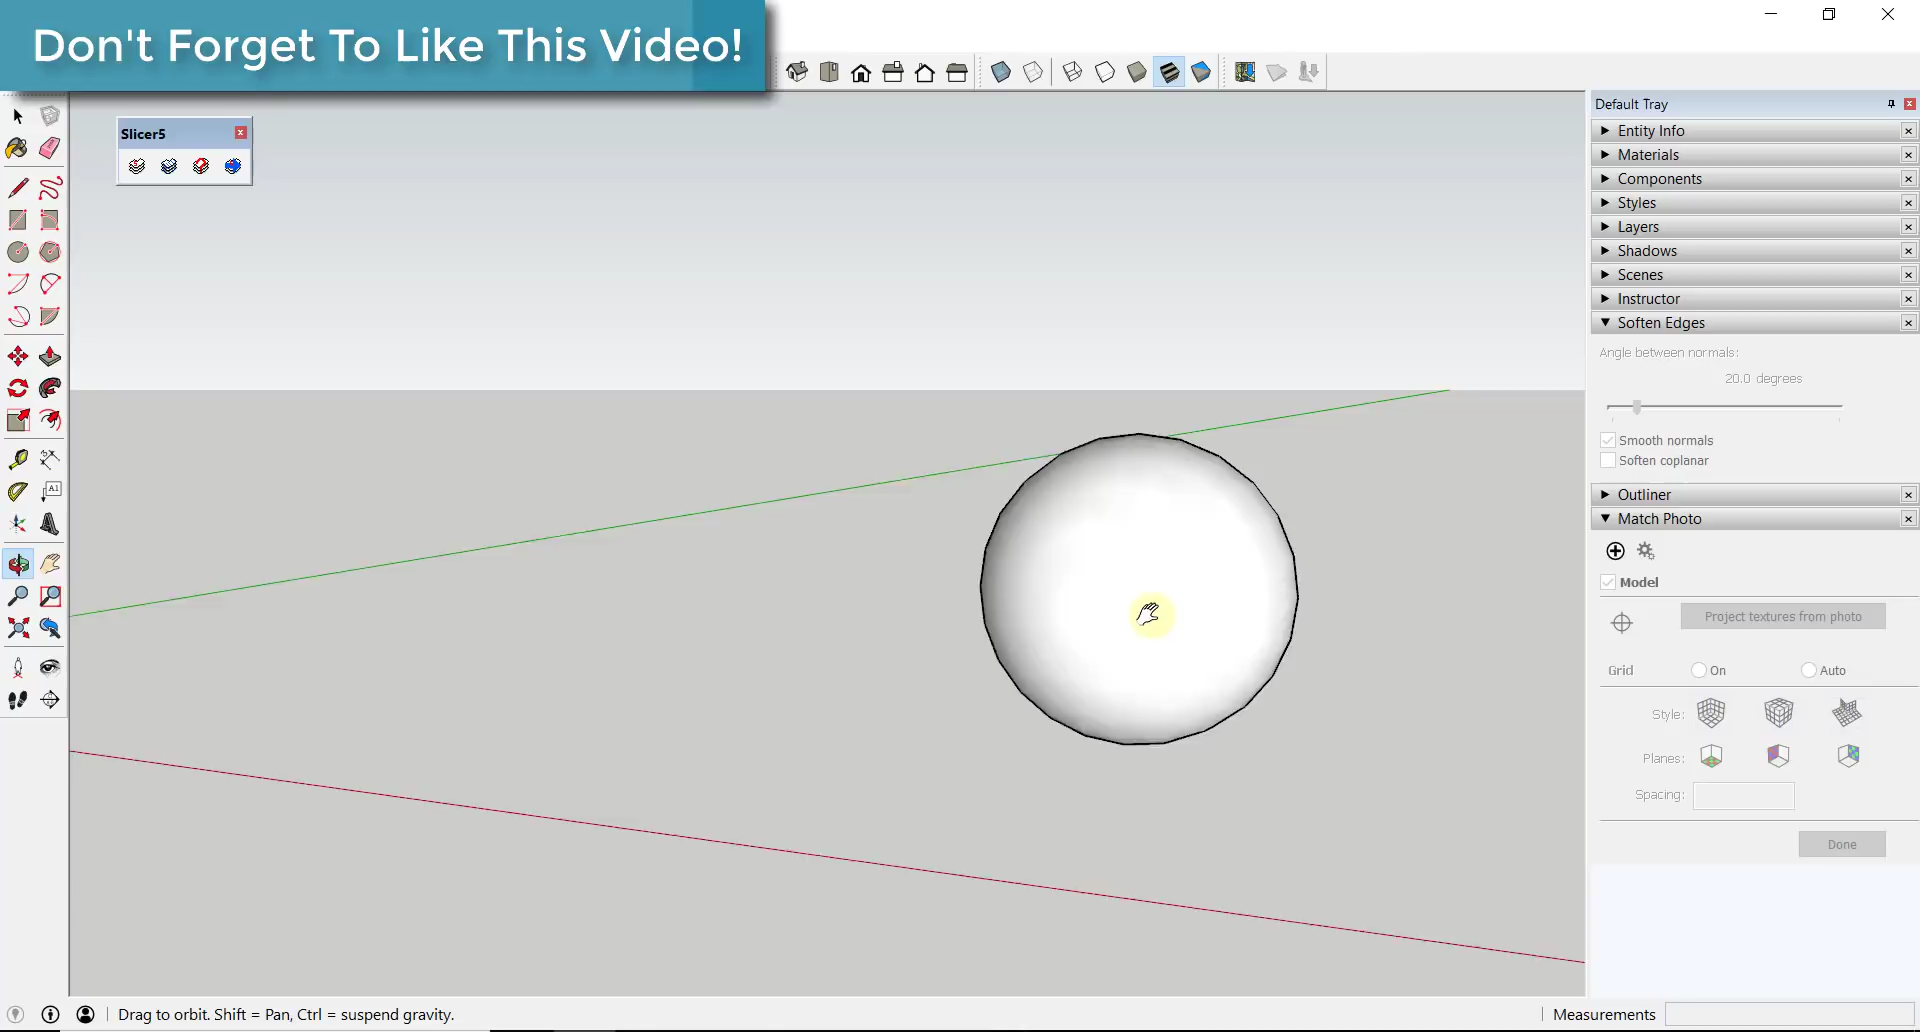 Don't Forget To Like This Video!
Default Tray
Slicer5
Entity Info
Materials
Components
Styles
Layers
Shadows
Scenes
Instructor
Soften Edges
Angle between normals:
20.0 degrees
Smooth normals
Soften coplanar
A1
Outliner
Match Photo
Model
Project textures from photo
Grid On Auto
Style:
Planes:
Spacing:
Done
Drag to orbit. Shift = Pan, Ctrl = suspend gravity.
Measurements